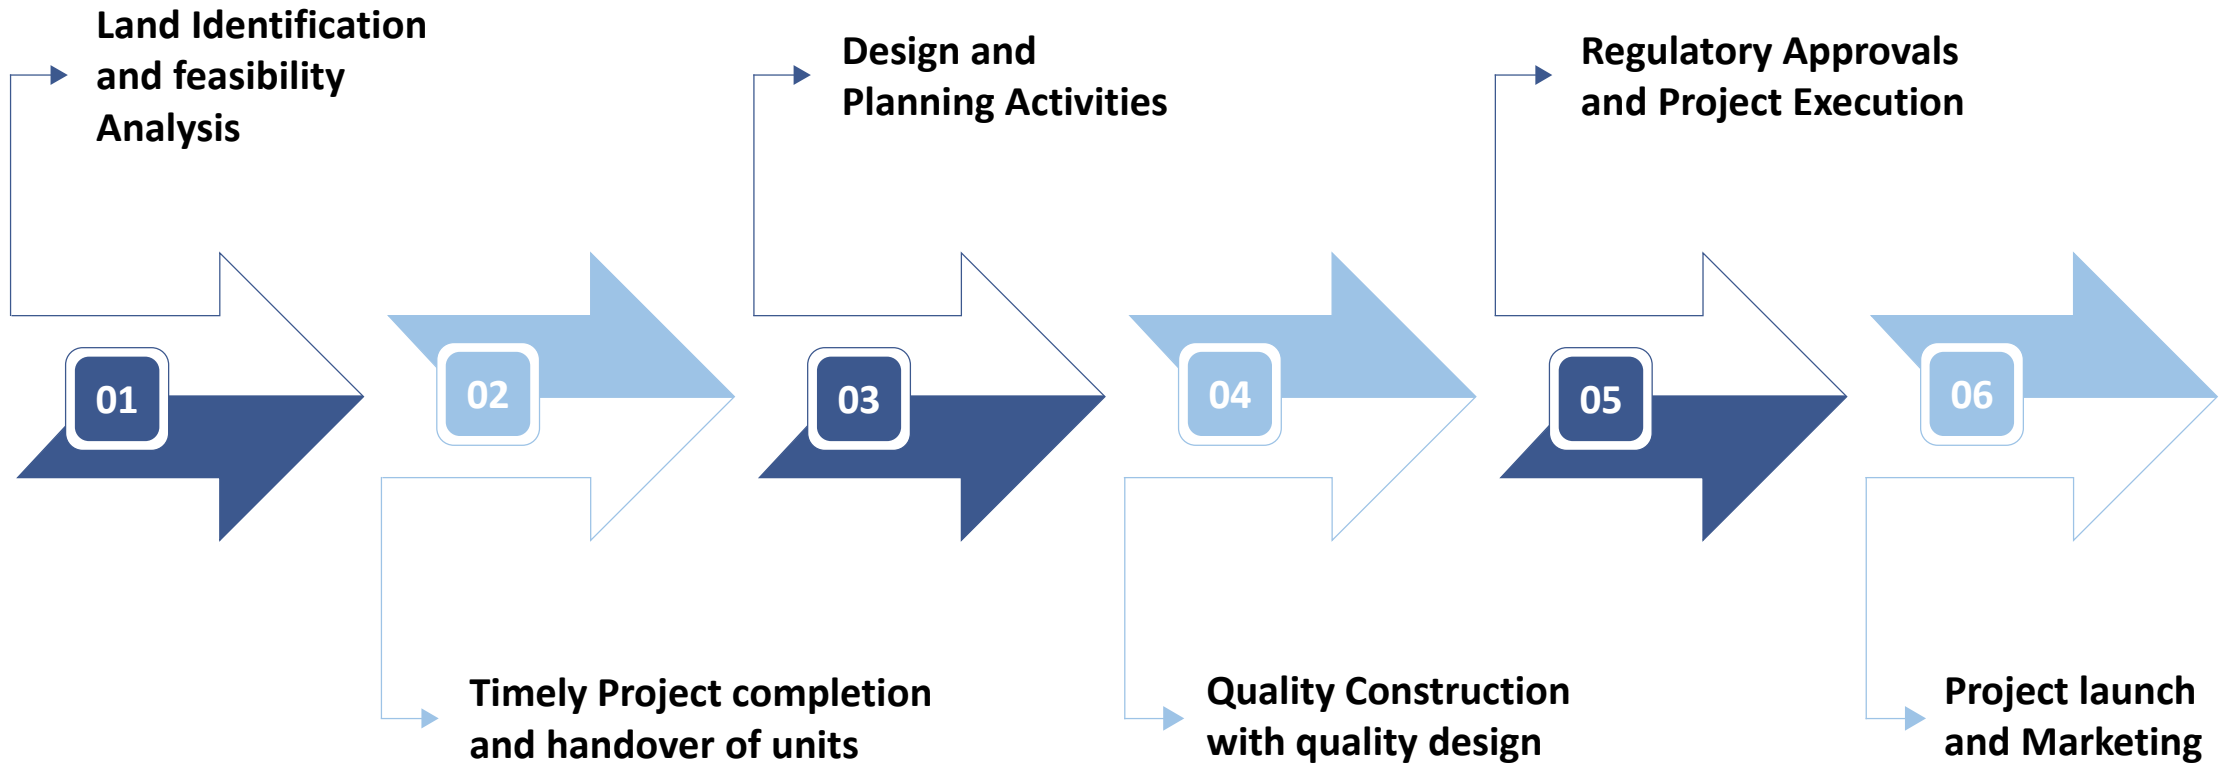 Land Identification
and feasibility
Analysis
Design and
Planning Activities
Regulatory Approvals
and Project Execution
01
02
03
04
05
06
Timely Project completion
and handover of units
Quality Construction
with quality design
Project launch
and Marketing